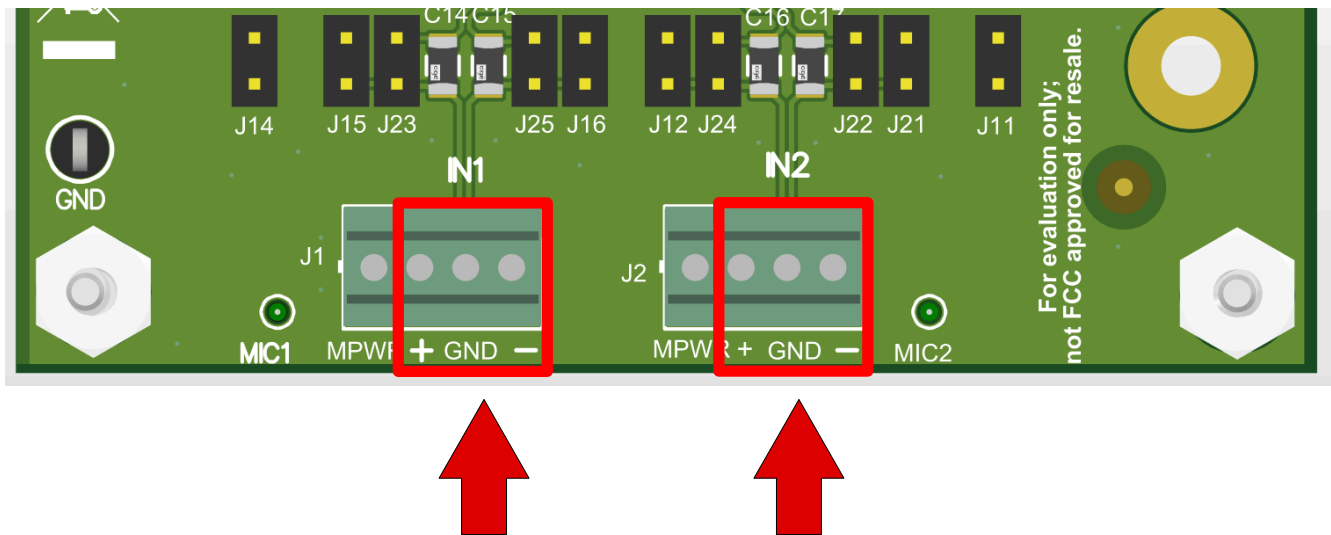 C14 C15
C16 C17
J14
J15 J23
J25 J16
J12 J24
J22 J21
J11
IN1
IN2
GND
For evaluation only;
not FCC approved for resale.
J1
J2
MIC1
MPWR + GND -
MPWR + GND -
MIC2